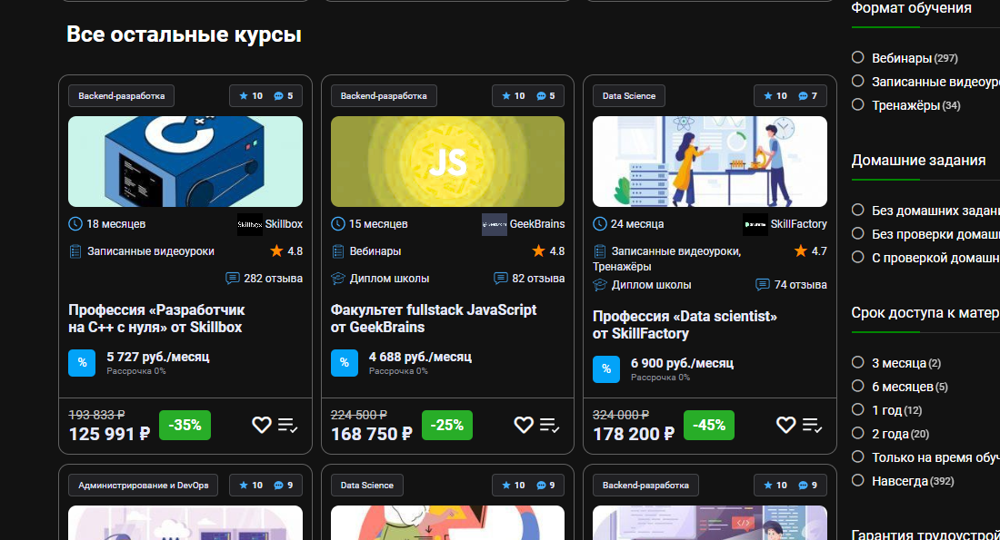 Все остальные курсы
Backend-разработка 10 5
18 месяцев Skillbox Skillbox
Записанные видеоуроки 4.8
282 отзыва
Профессия «Разработчик
на C++ с нуля» от Skillbox
% 5 727 руб./месяц
Рассрочка 0%
193 833 ₽
125 991 ₽ -35%
Backend-разработка 10 5
JS
15 месяцев GeekBrains
Вебинары 4.8
Диплом школы 82 отзыва
Факультет fullstack JavaScript
от GeekBrains
% 4 688 руб./месяц
Рассрочка 0%
224 500 ₽
168 750 ₽ -25%
Data Science 10 7
24 месяца SkillFactory
Записанные видеоуроки, 4.7
Тренажёры
Диплом школы 74 отзыва
Профессия «Data scientist»
от SkillFactory
% 6 900 руб./месяц
Рассрочка 0%
324 000 ₽
178 200 ₽ -45%
Администрирование и DevOps 10 9
Data Science 10 9
Backend-разработка 10 9
Формат обучения
Вебинары (297)
Записанные видеоур
Тренажёры (34)
Домашние задания
Без домашних задан
Без проверки домаш
С проверкой домашн
Срок доступа к матер
3 месяца (2)
6 месяцев (5)
1 год (12)
2 года (20)
Только на время обу
Навсегда (392)
Гарантия трудоустрой